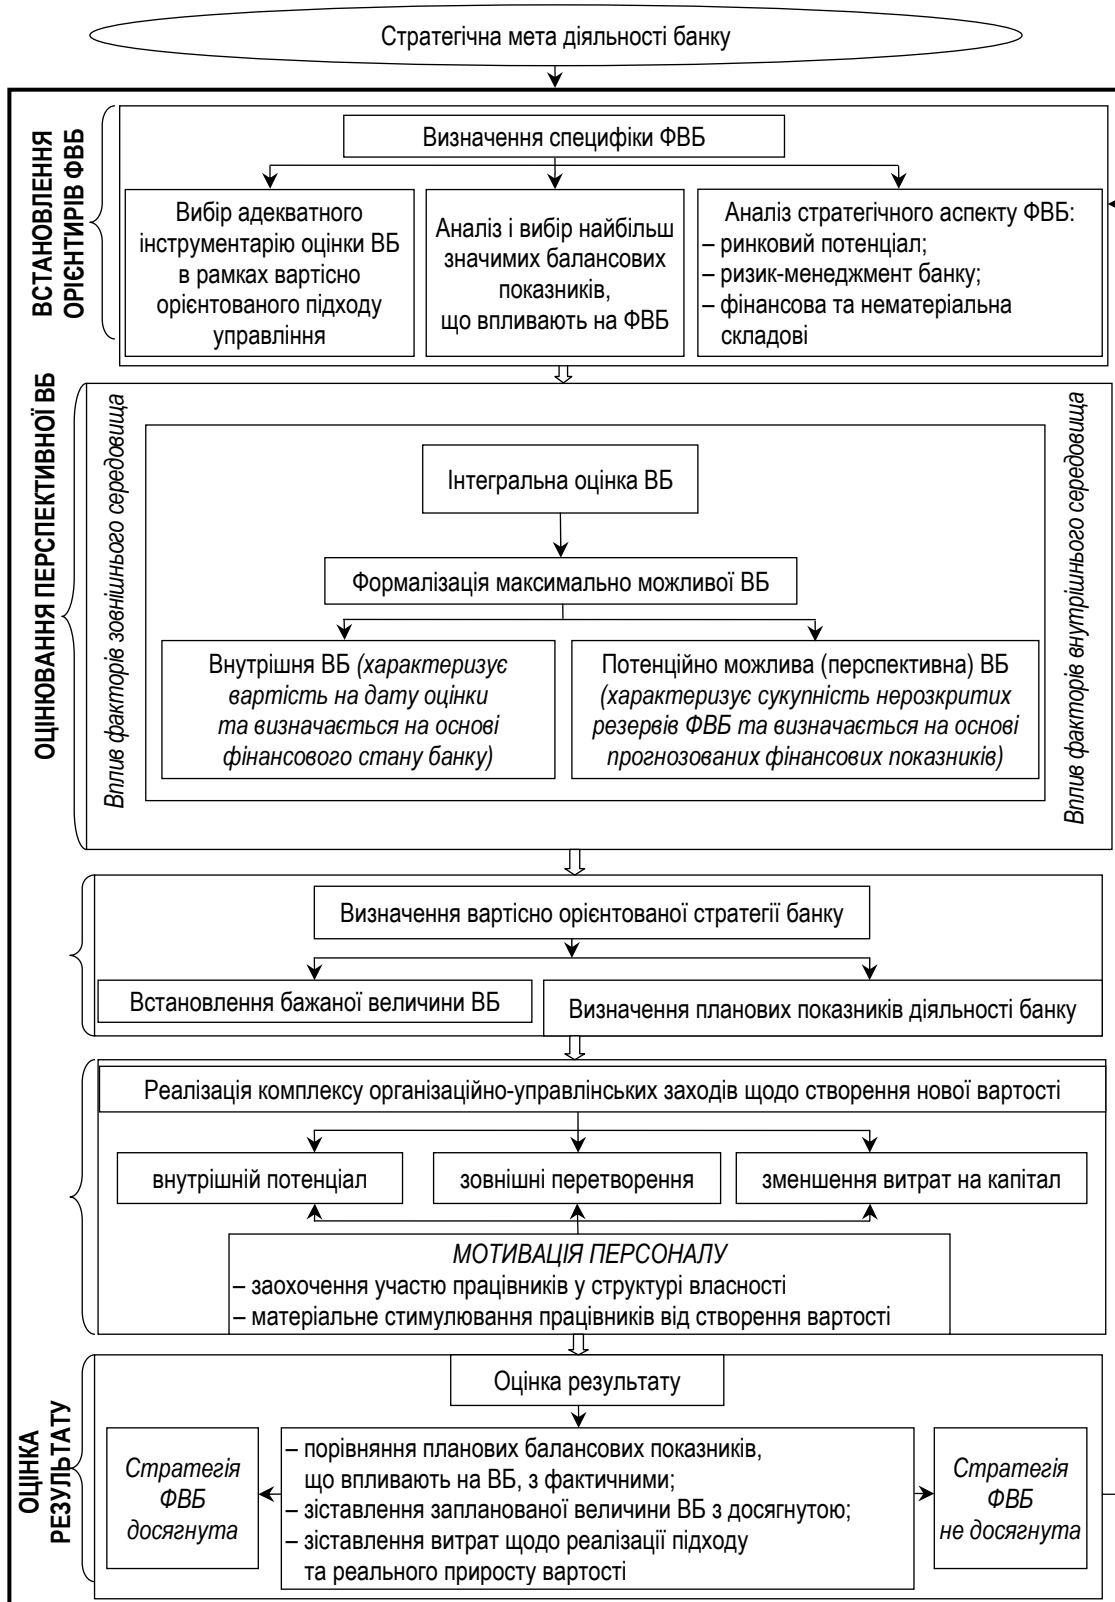 Стратегічна мета діяльності банку
ВСТАНОВЛЕННЯ
ОРІЄНТИРІВ ФВБ
Визначення специфіки ФВБ
Вибір адекватного
інструментарію оцінки ВБ
в рамках вартісно
орієнтованого підходу
управління
Аналіз і вибір найбільш
значимих балансових
показників,
що впливають на ФВБ
Аналіз стратегічного аспекту ФВБ:
– ринковий потенціал;
– ризик-менеджмент банку;
– фінансова та нематеріальна
складові
ОЦІНЮВАННЯ ПЕРСПЕКТИВНОЇ ВБ
Вплив факторів зовнішнього середовища
Інтегральна оцінка ВБ
Формалізація максимально можливої ВБ
Внутрішня ВБ (характеризує
вартість на дату оцінки
та визначається на основі
фінансового стану банку)
Потенційно можлива (перспективна) ВБ
(характеризує сукупність нерозкритих
резервів ФВБ та визначається на основі
прогнозованих фінансових показників)
Вплив факторів внутрішнього середовища
Визначення вартісно орієнтованої стратегії банку
Встановлення бажаної величини ВБ
Визначення планових показників діяльності банку
Реалізація комплексу організаційно-управлінських заходів щодо створення нової вартості
внутрішній потенціал
зовнішні перетворення
зменшення витрат на капітал
МОТИВАЦІЯ ПЕРСОНАЛУ
– заохочення участю працівників у структурі власності
– матеріальне стимулювання працівників від створення вартості
ОЦІНКА
РЕЗУЛЬТАТУ
Оцінка результату
Стратегія
ФВБ
досягнута
– порівняння планових балансових показників,
що впливають на ВБ, з фактичними;
– зіставлення запланованої величини ВБ з досягнутою;
– зіставлення витрат щодо реалізації підходу
та реального приросту вартості
Стратегія
ФВБ
не досягнута